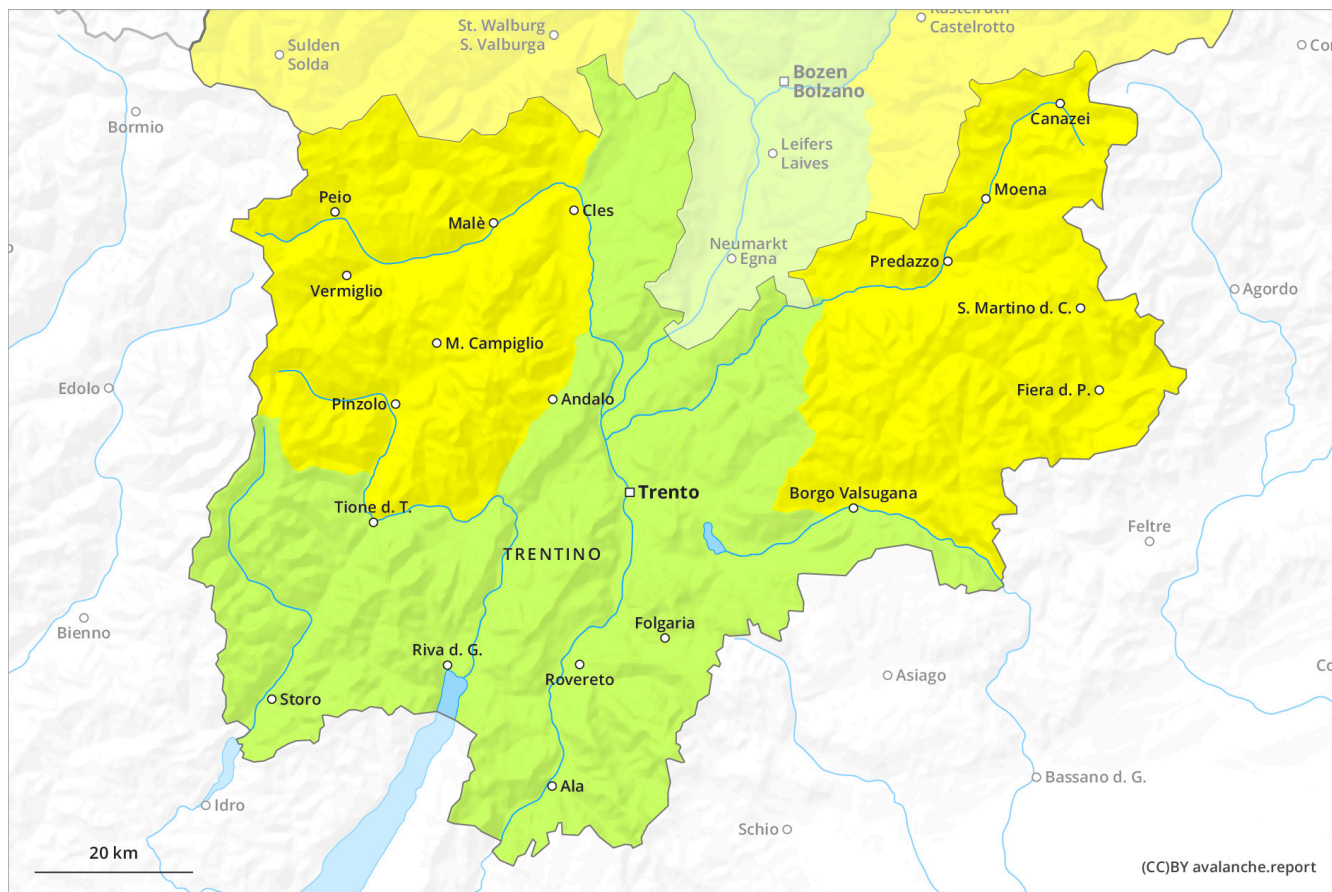 Kastelruth
Castelrotto
St. Walburg
S. Valburga
Sulden
Solda
Bozen
Bolzano
Bormio
Canazei
Leifers
Laives
Peio
Moena
Malè
Cles
Neumarkt
Egna
Predazzo
Vermiglio
Agordo
S. Martino d. C.
M. Campiglio
Edolo
Fiera d. P.
Pinzolo
Andalo
Trento
Borgo Valsugana
Tione d. T.
Feltre
TRENTINO
Bienno
Folgaria
Riva d. G.
Rovereto
Asiago
Storo
Ala
Bassano d. G.
Idro
Schio
20 km
(CC)BY avalanche.report